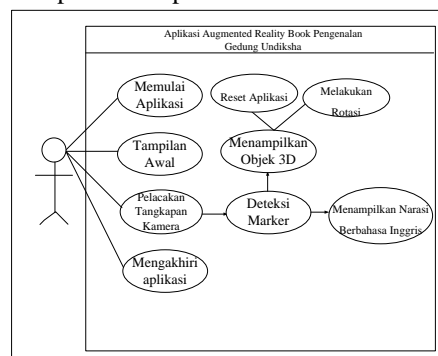 Aplikasi Augmented Reality Book Pengenalan
Gedung Undiksha
Memulai
Aplikasi
Reset Aplikasi
Melakukan
Rotasi
Tampilan
Awal
Menampilkan
Objek 3D
Pelacakan
Tangkapan
Kamera
Deteksi
Marker
Menampilkan Narasi
Berbahasa Inggris
Mengakhiri
aplikasi